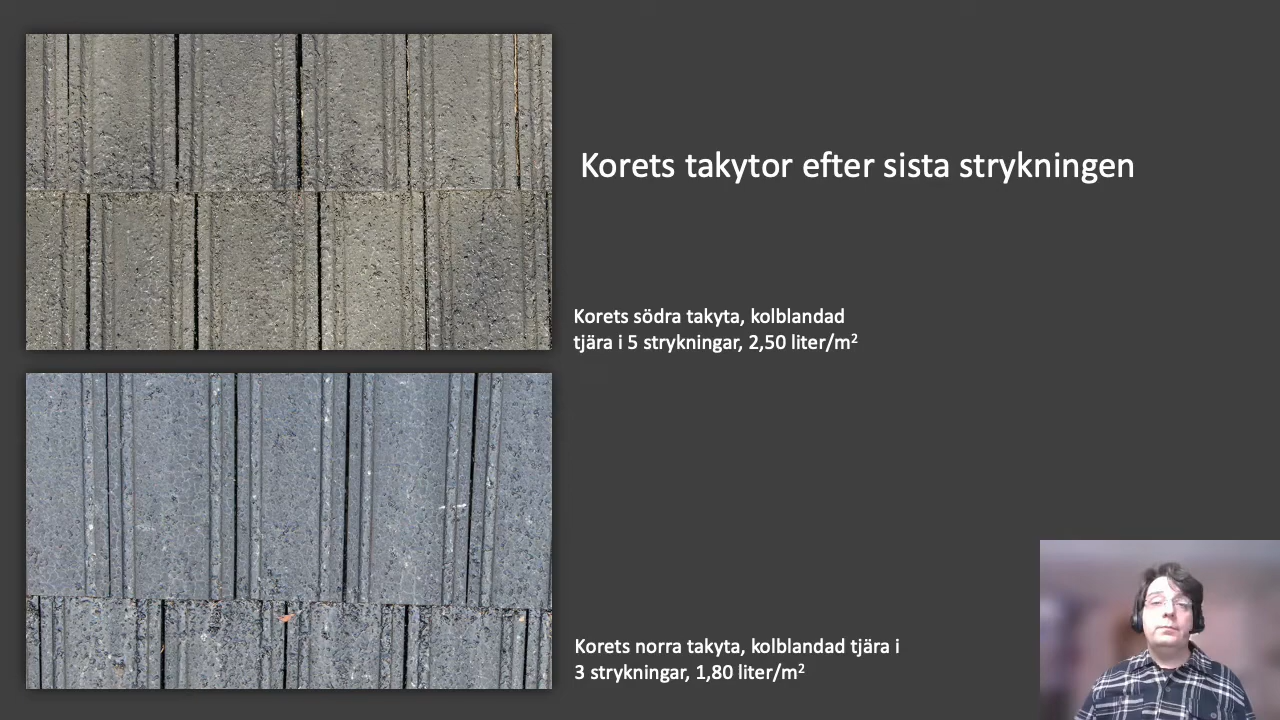 Korets takytor efter sista strykningen
Korets södra takyta, kolblandad
tjära i 5 strykningar, 2,50 liter/m²
Korets norra takyta, kolblandad tjära i
3 strykningar, 1,80 liter/m²